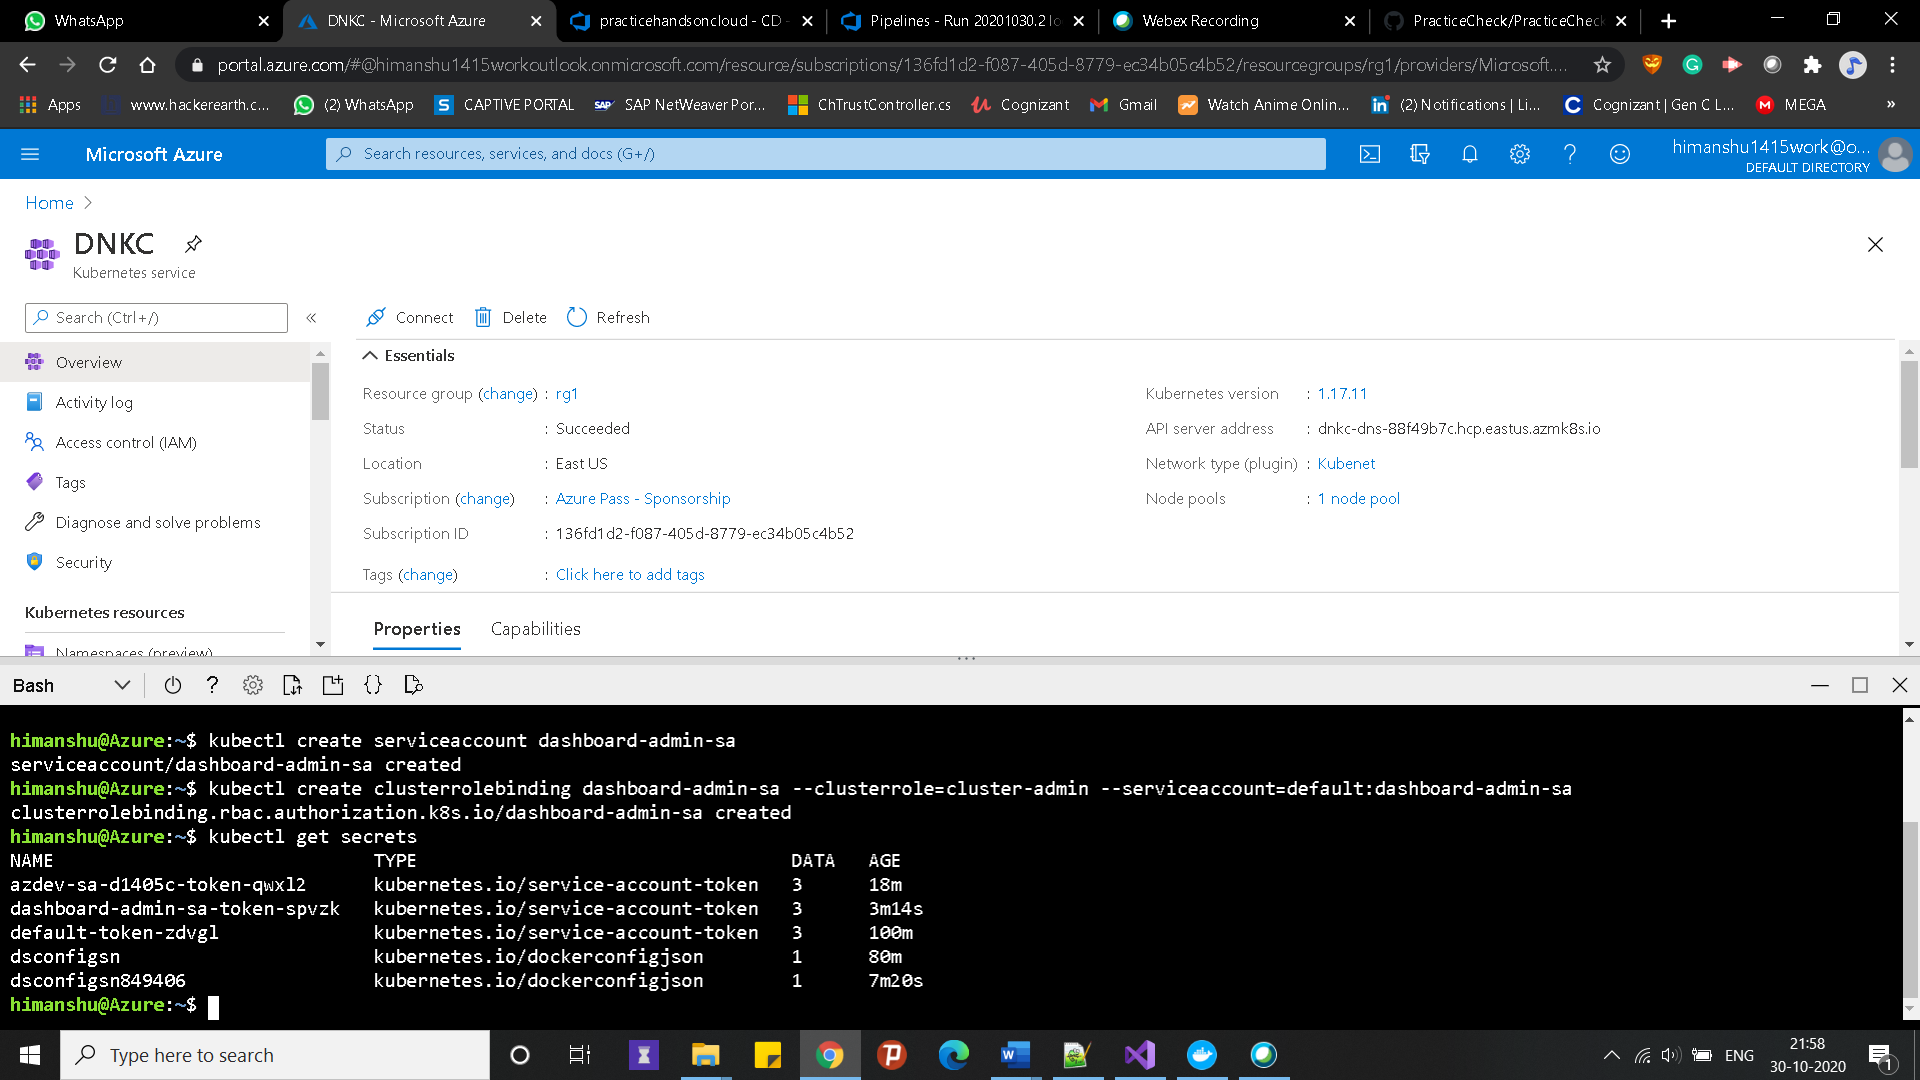 WhatsApp
DNKC - Microsoft Azure
practicehandsoncloud - CD -
Pipelines - Run 20201030.2 lo
Webex Recording
PracticeCheck/PracticeCheck
portal.azure.com/#@himanshu1415workoutlook.onmicrosoft.com/resource/subscriptions/136fd1d2-f087-405d-8779-ec34b05c4b52/resourcegroups/rg1/providers/Microsoft....
Apps
www.hackerearth.c...
(2) WhatsApp
CAPTIVE PORTAL
SAP NetWeaver Por...
ChTrustController.cs
Cognizant
Gmail
Watch Anime Onlin...
(2) Notifications | Li...
Cognizant | Gen C L...
MEGA
»
Microsoft Azure
Search resources, services, and docs (G+/)
himanshu1415work@o...
DEFAULT DIRECTORY
Home >
DNKC
Kubernetes service
Search (Ctrl+/)
«
Connect
Delete
Refresh
Overview
Activity log
Access control (IAM)
Tags
Diagnose and solve problems
Security
Kubernetes resources
Namespaces (preview)
Essentials
Resource group (change) : rg1
Status : Succeeded
Location : East US
Subscription (change) : Azure Pass - Sponsorship
Subscription ID : 136fd1d2-f087-405d-8779-ec34b05c4b52
Tags (change) : Click here to add tags
Kubernetes version : 1.17.11
API server address : dnkc-dns-88f49b7c.hcp.eastus.azmk8s.io
Network type (plugin) : Kubenet
Node pools : 1 node pool
Properties
Capabilities
Bash
himanshu@Azure:~$ kubectl create serviceaccount dashboard-admin-sa
serviceaccount/dashboard-admin-sa created
himanshu@Azure:~$ kubectl create clusterrolebinding dashboard-admin-sa --clusterrole=cluster-admin --serviceaccount=default:dashboard-admin-sa
clusterrolebinding.rbac.authorization.k8s.io/dashboard-admin-sa created
himanshu@Azure:~$ kubectl get secrets
NAME TYPE DATA AGE
azdev-sa-d1405c-token-qwxl2 kubernetes.io/service-account-token 3 18m
dashboard-admin-sa-token-spvzk kubernetes.io/service-account-token 3 3m14s
default-token-zdvgl kubernetes.io/service-account-token 3 100m
dsconfigsn kubernetes.io/dockerconfigjson 1 80m
dsconfigsn849406 kubernetes.io/dockerconfigjson 1 7m20s
himanshu@Azure:~$
Type here to search
ENG
21:58
30-10-2020
1